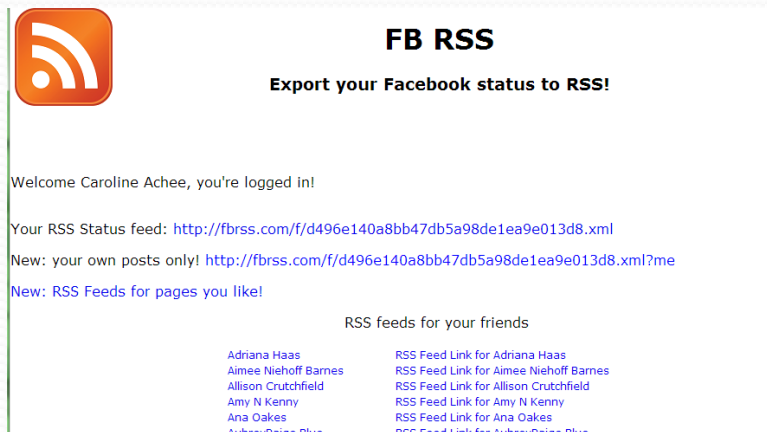 FB RSS
Export your Facebook status to RSS!
Welcome Caroline Achee, you're logged in!
Your RSS Status feed: http://fbrss.com/f/d496e140a8bb47db5a98de1ea9e013d8.xml
New: your own posts only! http://fbrss.com/f/d496e140a8bb47db5a98de1ea9e013d8.xml?me
New: RSS Feeds for pages you like!
RSS feeds for your friends
Adriana Haas RSS Feed Link for Adriana Haas
Aimee Niehoff Barnes RSS Feed Link for Aimee Niehoff Barnes
Allison Crutchfield RSS Feed Link for Allison Crutchfield
Amy N Kenny RSS Feed Link for Amy N Kenny
Ana Oakes RSS Feed Link for Ana Oakes